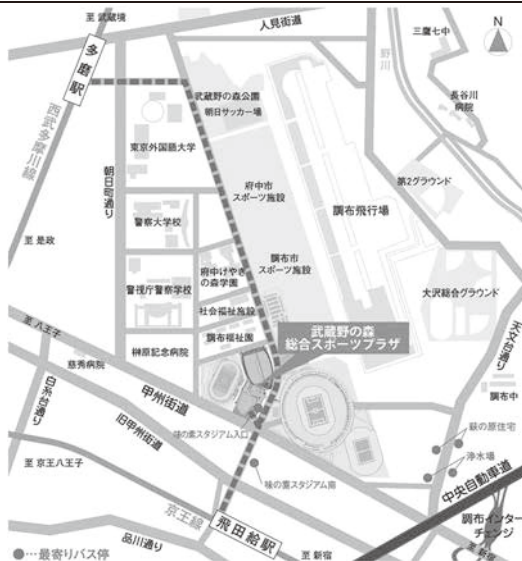 至 武蔵境
人見街道
三鷹七中
N
多磨駅
野川
武蔵野の森公園
朝日サッカー場
長谷川
病院
西武多摩川線
東京外国語大学
朝日町通り
府中市
スポーツ施設
調布飛行場
第2グラウンド
警察大学校
調布市
スポーツ施設
至 是政
府中けやき
の森学園
警視庁警察学校
大沢総合グラウンド
社会福祉施設
武蔵野の森
総合スポーツプラザ
至 八王子
調布福祉園
榊原記念病院
天文台通り
慈秀病院
甲州街道
調布中
白糸台通り
旧甲州街道
味の素スタジアム入口
萩の原住宅
浄水場
至 京王八王子
味の素スタジアム南
中央自動車道
京王線
飛田給駅
調布インター
チェンジ
品川通り
●…最寄りバス停
至 新宿
至 新宿